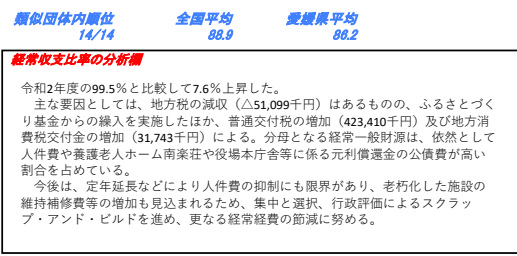 類似団体内順位 全国平均 愛媛県平均
14/14 88.9 86.2
経常収支比率の分析欄
令和2年度の99.5%と比較して7.6%上昇した。
主な要因としては、地方税の減収（△51,099千円）はあるものの、ふるさとづく
り基金からの繰入を実施したほか、普通交付税の増加（423,410千円）及び地方消
費税交付金の増加（31,743千円）による。分母となる経常一般財源は、依然として
人件費や養護老人ホーム南楽荘や役場本庁舎等に係る元利償還金の公債費が高い
割合を占めている。
今後は、定年延長などにより人件費の抑制にも限界があり、老朽化した施設の
維持補修費等の増加も見込まれるため、集中と選択、行政評価によるスクラッ
プ・アンド・ビルドを進め、更なる経常経費の節減に努める。